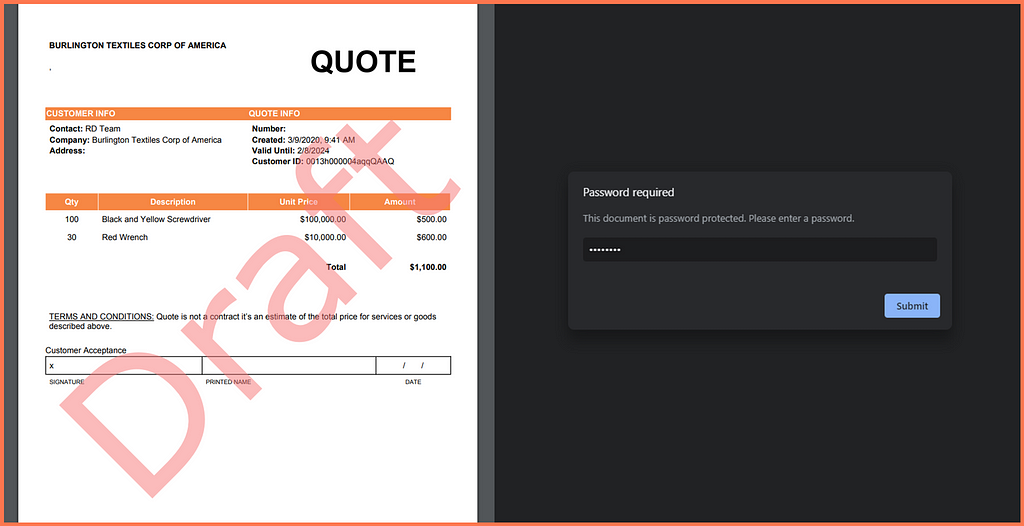 BURLINGTON TEXTILES CORP OF AMERICA
QUOTE
,
CUSTOMER INFO QUOTE INFO
Contact: RD Team Number:
Company: Burlington Textiles Corp of America Created: 3/9/2020, 9:41 AM
Address: Valid Until: 2/8/2024
Customer ID: 0013h000004aqqQAAQ
Qty Description Unit Price Amount
100 Black and Yellow Screwdriver $100,000.00 $500.00
30 Red Wrench $10,000.00 $600.00
Total $1,100.00
TERMS AND CONDITIONS: Quote is not a contract it's an estimate of the total price for services or goods
described above.
Customer Acceptance
x / /
SIGNATURE PRINTED NAME DATE
Draft
Password required
This document is password protected. Please enter a password.
••••••••
Submit